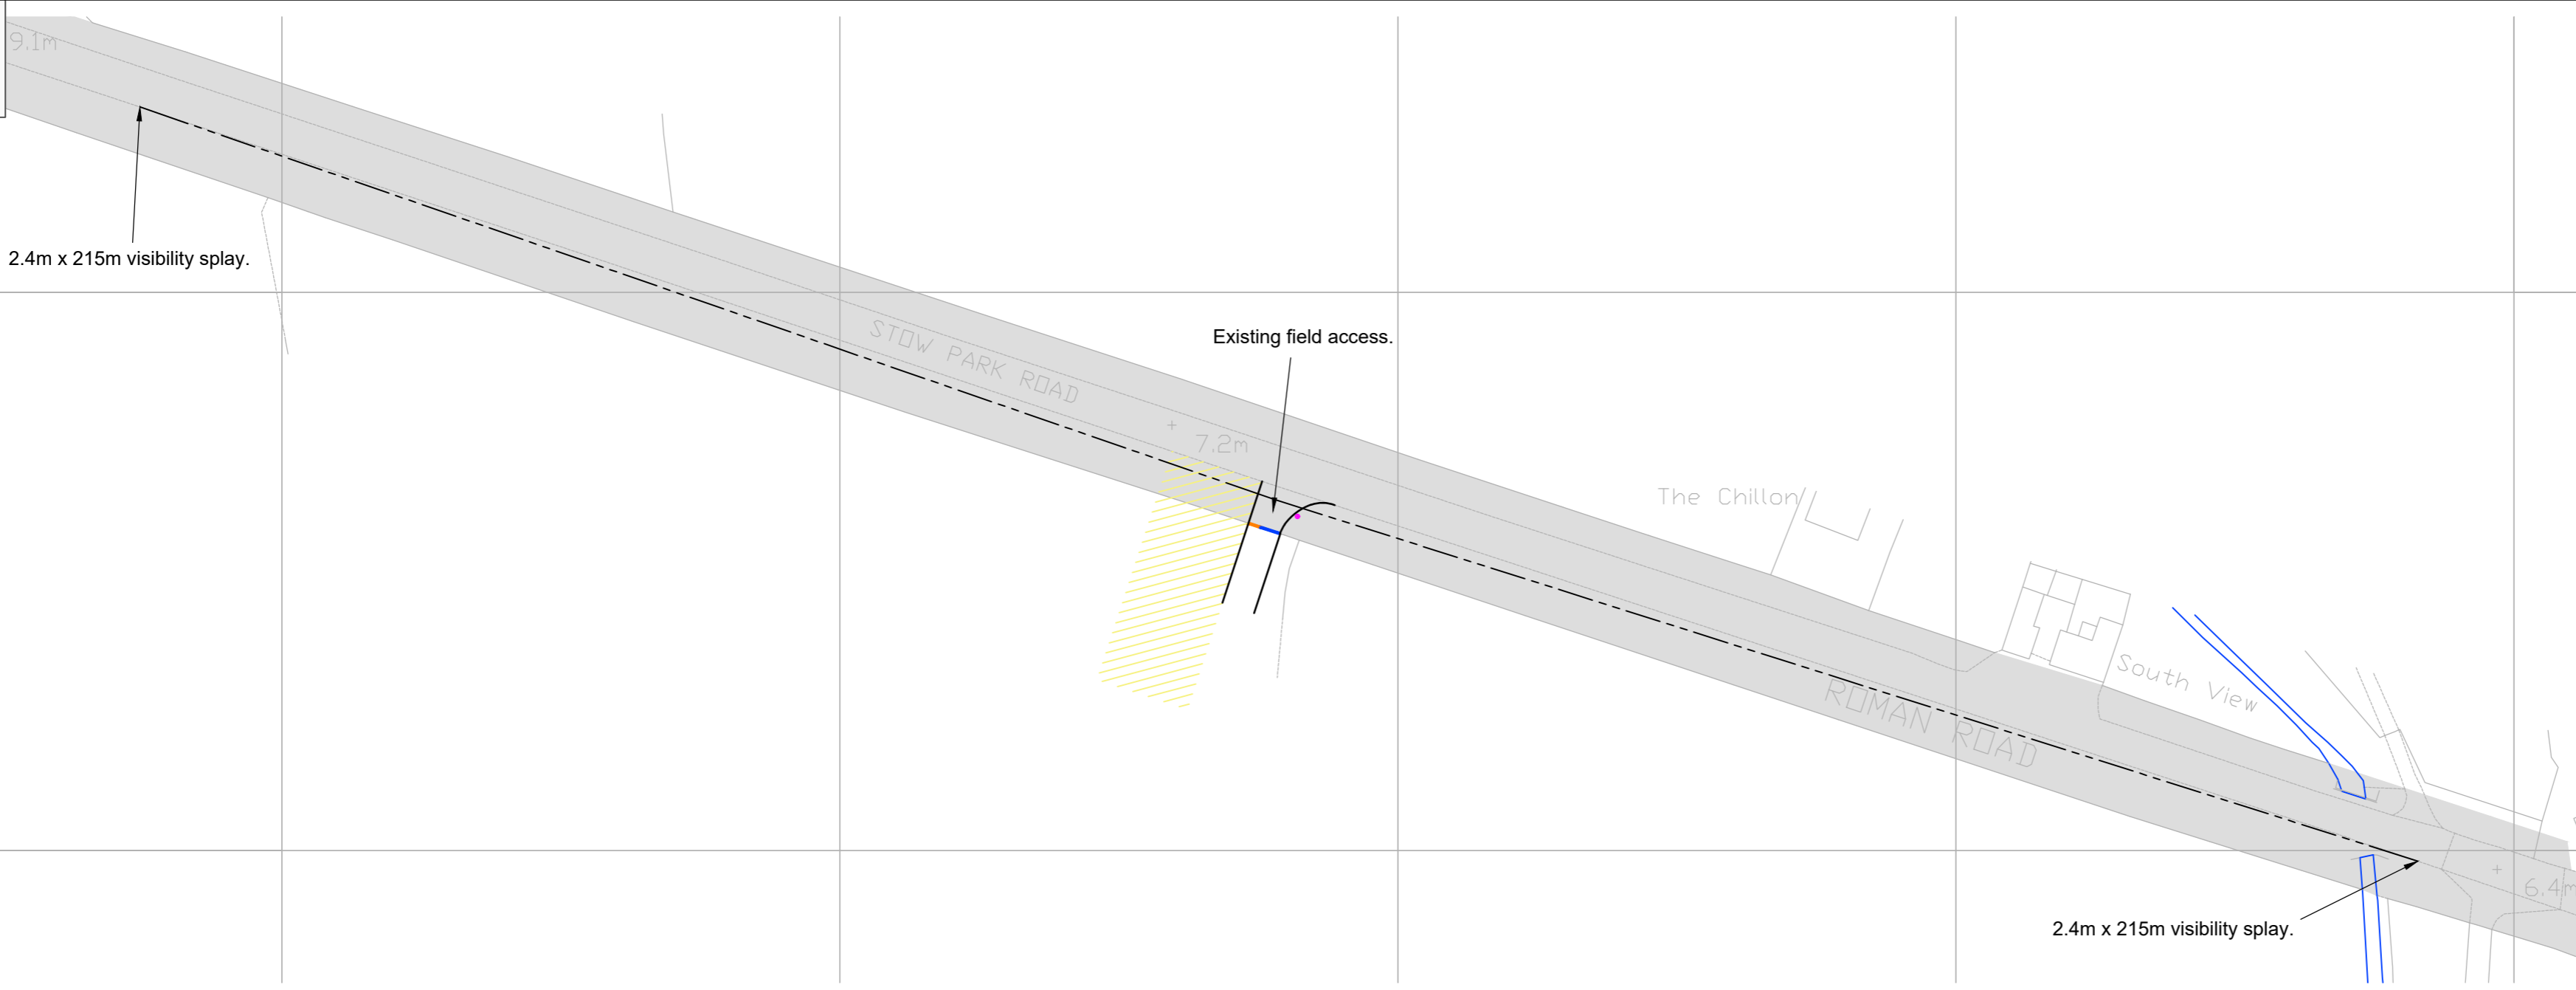 9.1m
2.4m x 215m visibility splay.
STOW PARK ROAD
Existing field access.
7.2m
The Chillon
South View
ROMAN ROAD
6.4m
2.4m x 215m visibility splay.